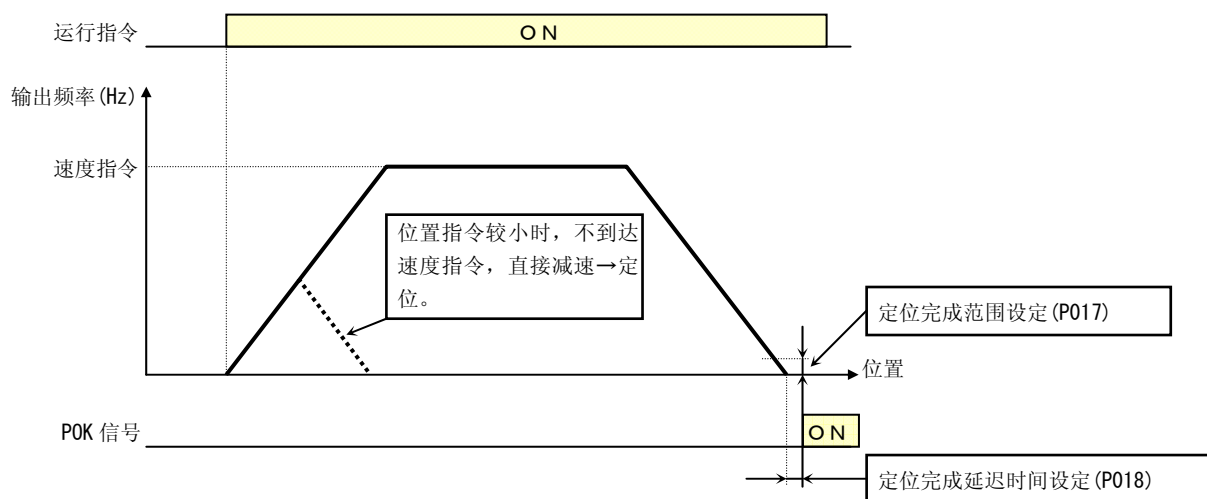 运行指令
ON
输出频率(Hz)
速度指令
位置指令较小时，不到达
速度指令，直接减速→定
位。
定位完成范围设定(P017)
位置
POK 信号
ON
定位完成延迟时间设定(P018)